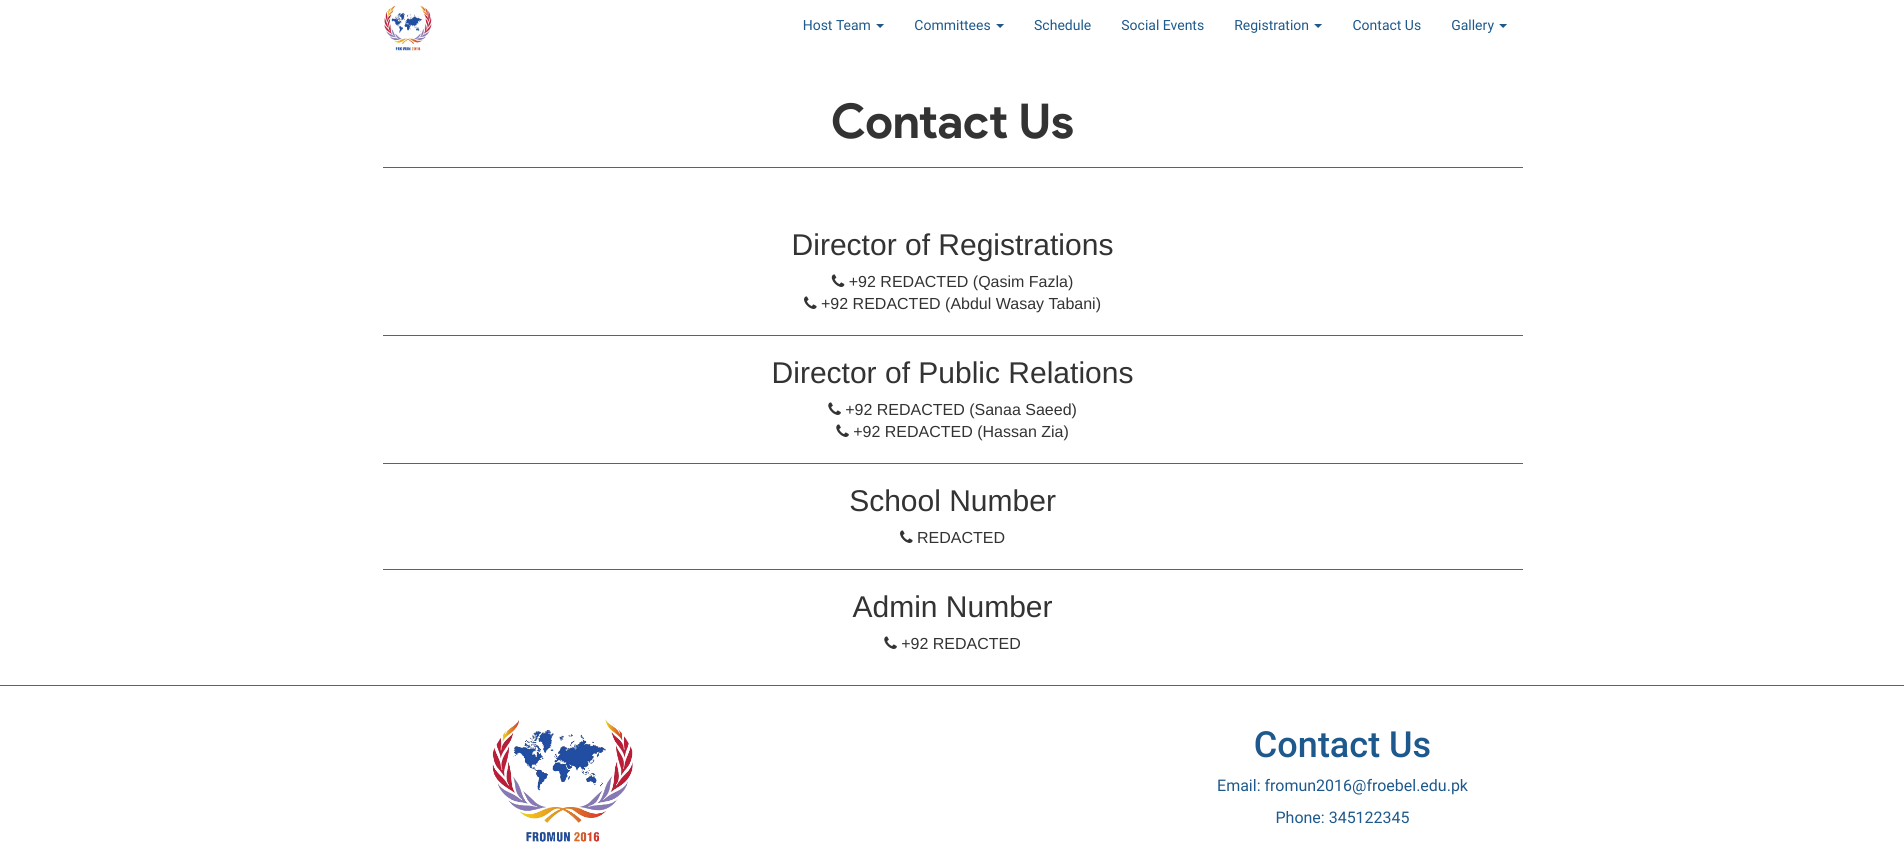 FROMUN 2016
Host Team
Committees
Schedule
Social Events
Registration
Contact Us
Gallery
Contact Us
Director of Registrations
+92 REDACTED (Qasim Fazla)
+92 REDACTED (Abdul Wasay Tabani)
Director of Public Relations
+92 REDACTED (Sanaa Saeed)
+92 REDACTED (Hassan Zia)
School Number
REDACTED
Admin Number
+92 REDACTED
FROMUN 2016
Contact Us
Email: fromun2016@froebel.edu.pk
Phone: 345122345